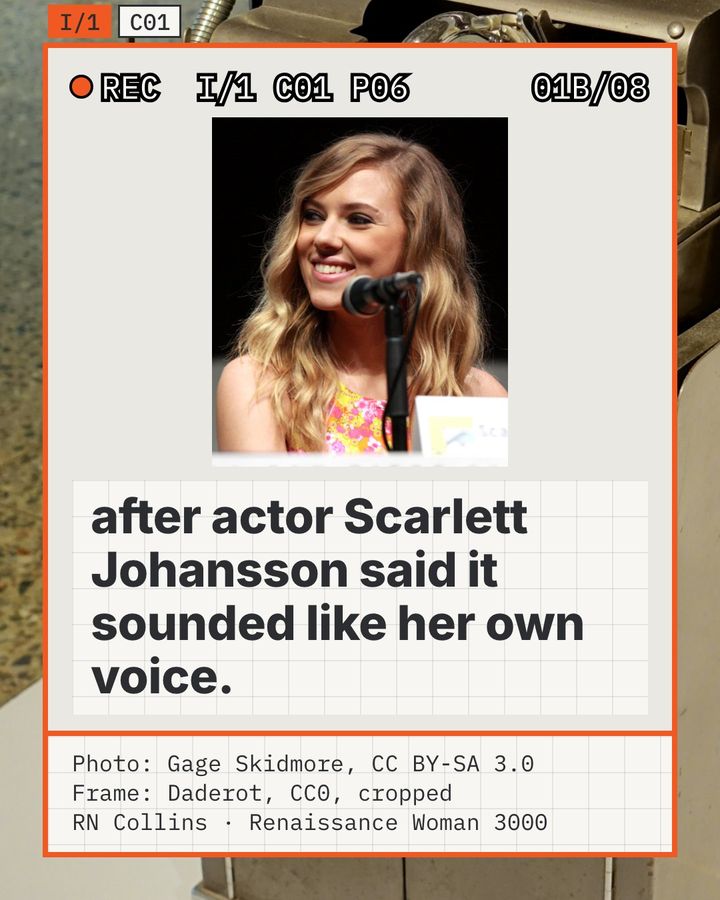 I/1 C01
REC I/1 C01 P06 01B/08
after actor Scarlett
Johansson said it
sounded like her own
voice.
Photo: Gage Skidmore, CC BY-SA 3.0
Frame: Daderot, CC0, cropped
RN Collins · Renaissance Woman 3000